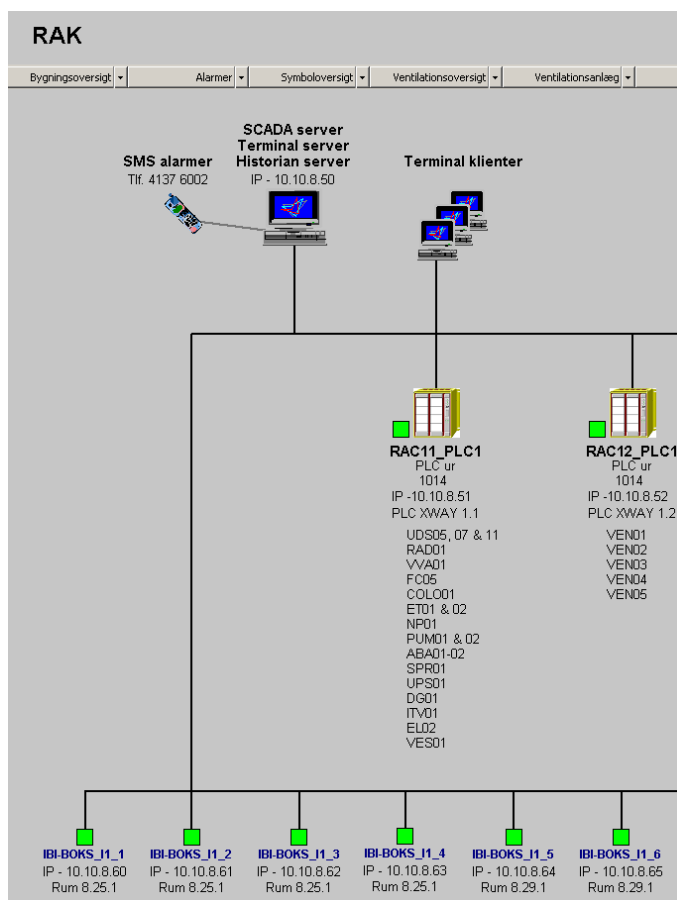 RAK
Bygningsoversigt
Alarmer
Symboloversigt
Ventilationsoversigt
Ventilationsanlæg
SCADA server
Terminal server
Historian server
IP - 10.10.8.50
SMS alarmer
Tlf. 4137 6002
Terminal klienter
RAC11_PLC1
PLC ur
1014
IP -10.10.8.51
PLC XWAY 1.1
UDS05, 07 & 11
RAD01
VVA01
FC05
COLO01
ET01 & 02
NP01
PUM01 & 02
ABA01-02
SPR01
UPS01
DG01
ITV01
EL02
VES01
RAC12_PLC1
PLC ur
1014
IP -10.10.8.52
PLC XWAY 1.2
VEN01
VEN02
VEN03
VEN04
VEN05
IBI-BOKS_I1_1
IP - 10.10.8.60
Rum 8.25.1
IBI-BOKS_I1_2
IP - 10.10.8.61
Rum 8.25.1
IBI-BOKS_I1_3
IP - 10.10.8.62
Rum 8.25.1
IBI-BOKS_I1_4
IP - 10.10.8.63
Rum 8.25.1
IBI-BOKS_I1_5
IP - 10.10.8.64
Rum 8.29.1
IBI-BOKS_I1_6
IP - 10.10.8.65
Rum 8.29.1